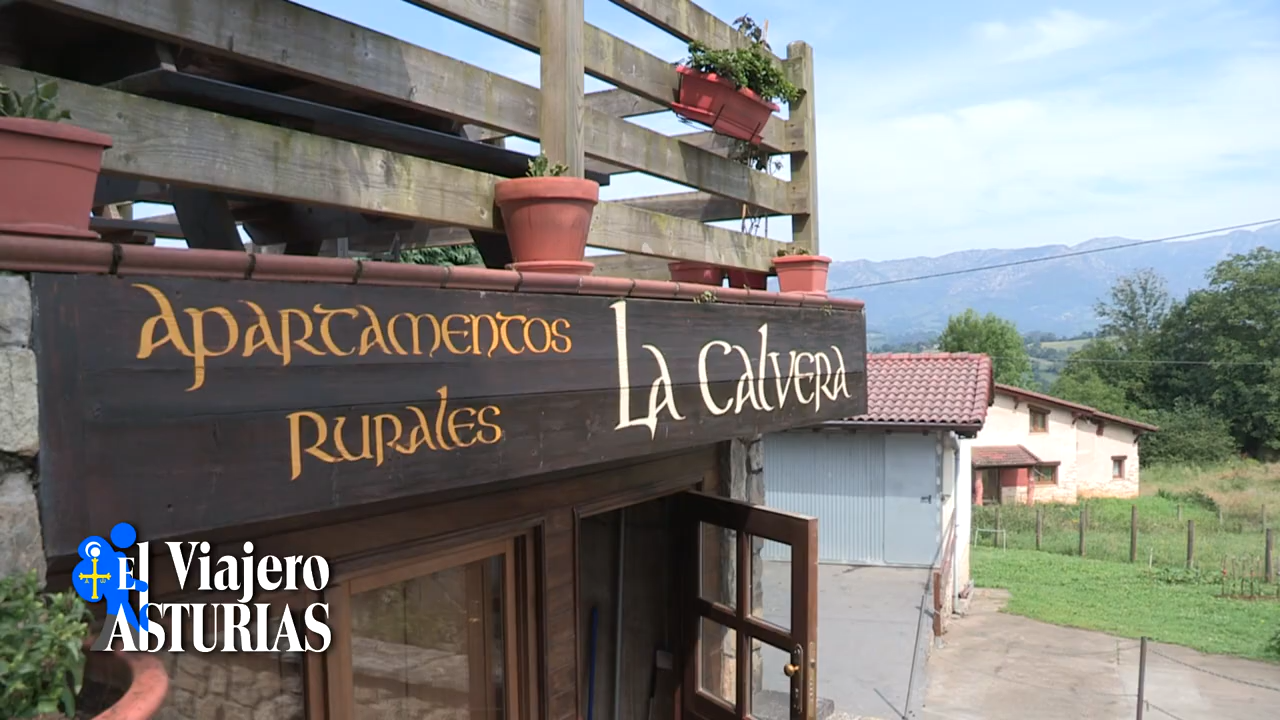 Apartamentos
Rurales
La Calvera
El Viajero
ASTURIAS